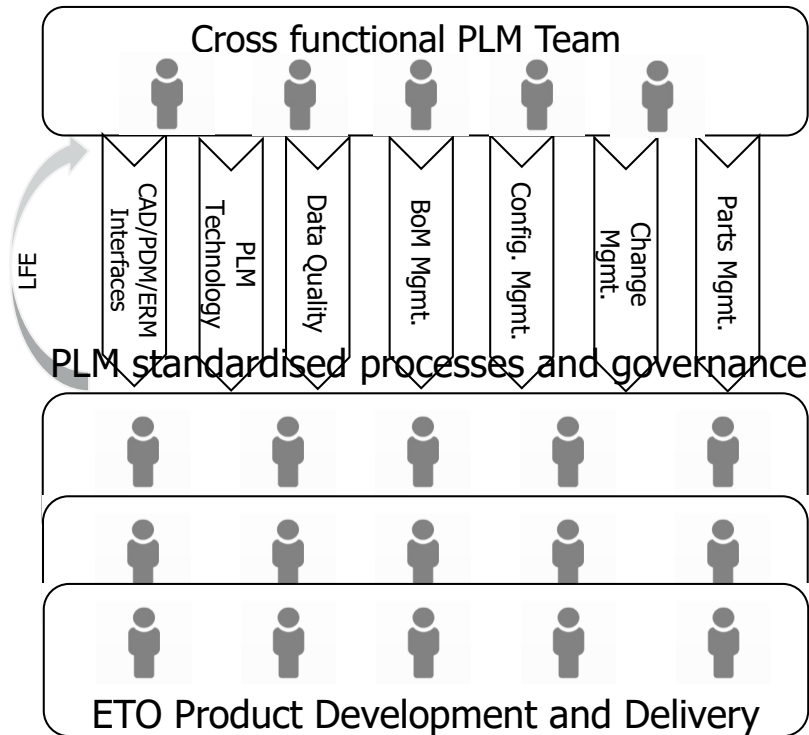 Cross functional PLM Team
LFE
CAD/PDM/ERM
Interfaces
PLM
Technology
Data Quality
BoM Mgmt.
Config. Mgmt.
Change
Mgmt.
Parts Mgmt.
PLM standardised processes and governance
ETO Product Development and Delivery